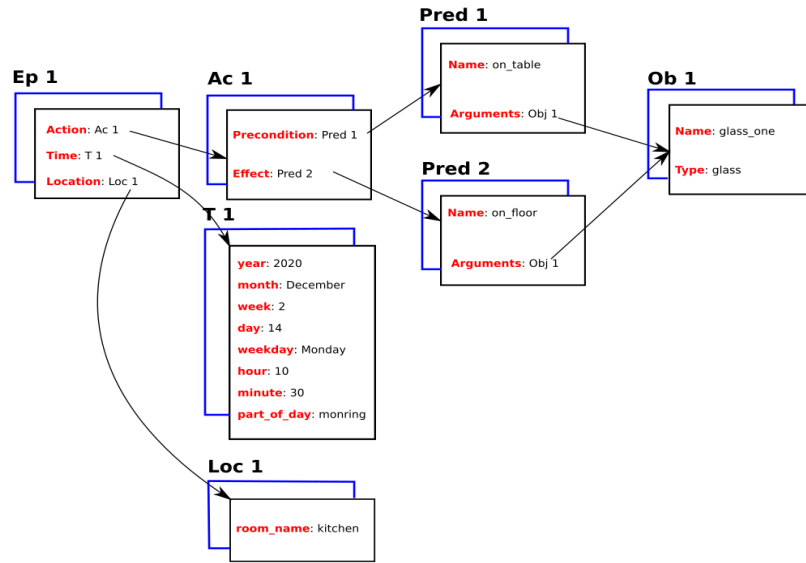 Ep 1
Action: Ac 1
Time: T 1
Location: Loc 1
Ac 1
Precondition: Pred 1
Effect: Pred 2
Pred 1
Name: on_table
Arguments: Obj 1
Pred 2
Name: on_floor
Arguments: Obj 1
Ob 1
Name: glass_one
Type: glass
T 1
year: 2020
month: December
week: 2
day: 14
weekday: Monday
hour: 10
minute: 30
part_of_day: monring
Loc 1
room_name: kitchen